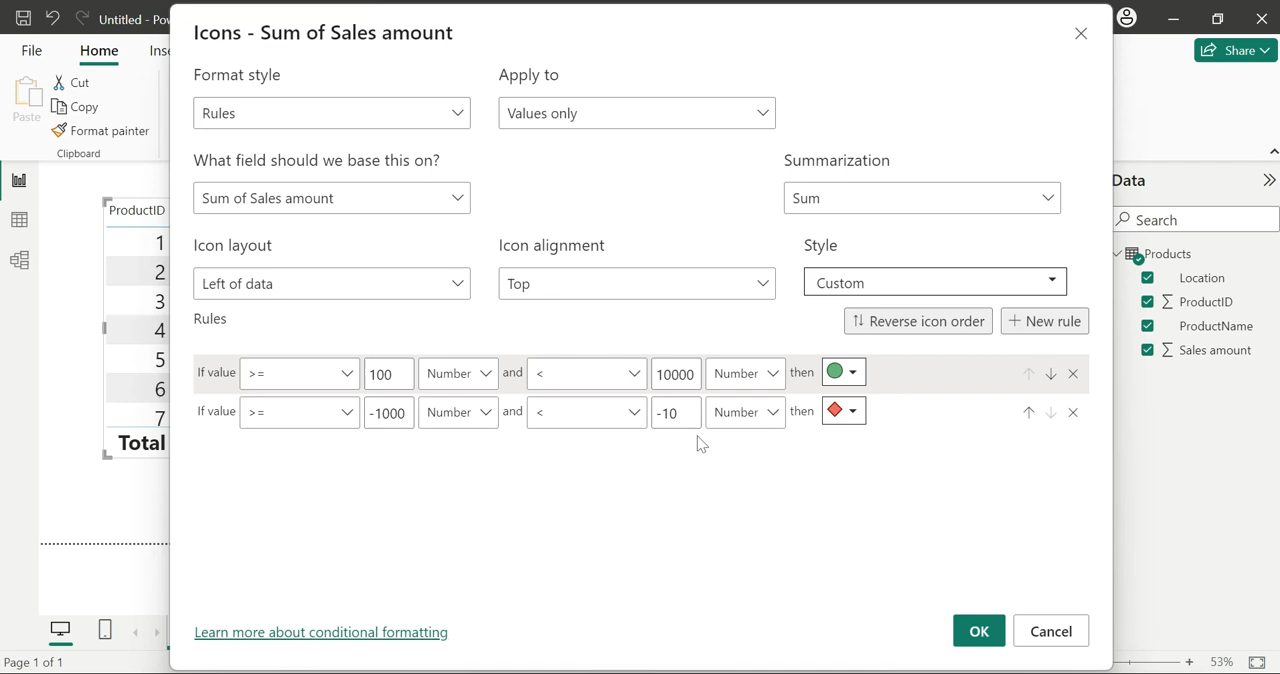 Untitled - Pow
Icons - Sum of Sales amount
File
Home
Ins
Share
Paste
Cut
Copy
Format painter
Clipboard
Format style
Apply to
Rules
Values only
What field should we base this on?
Summarization
Sum of Sales amount
Sum
Icon layout
Icon alignment
Style
Left of data
Top
Custom
Rules
Reverse icon order
New rule
If value >= 100 Number and < 10000 Number then
If value >= -1000 Number and < -10 Number then
Learn more about conditional formatting
OK
Cancel
ProductID
1
2
3
4
5
6
7
Total
Data
Search
Products
Location
ProductID
ProductName
Sales amount
Page 1 of 1
53%